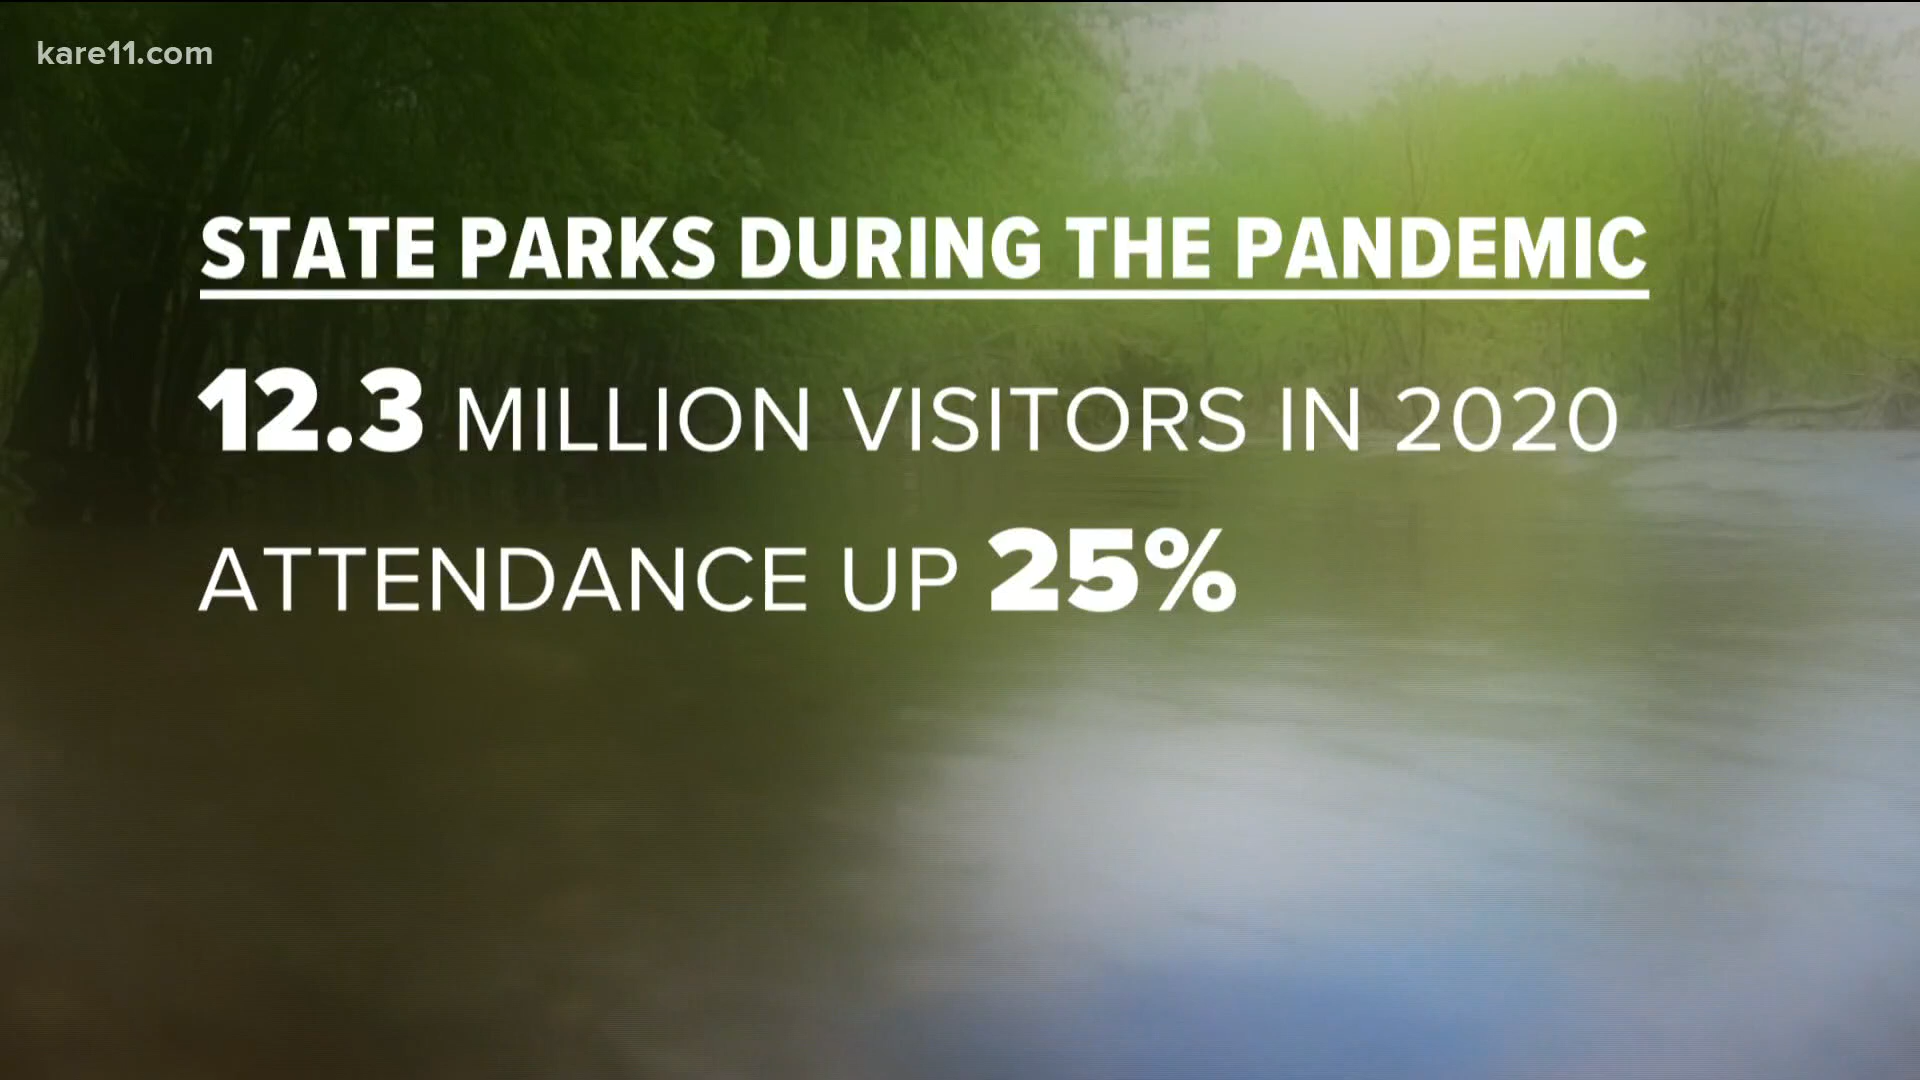 kare11.com
STATE PARKS DURING THE PANDEMIC
12.3 MILLION VISITORS IN 2020
ATTENDANCE UP 25%